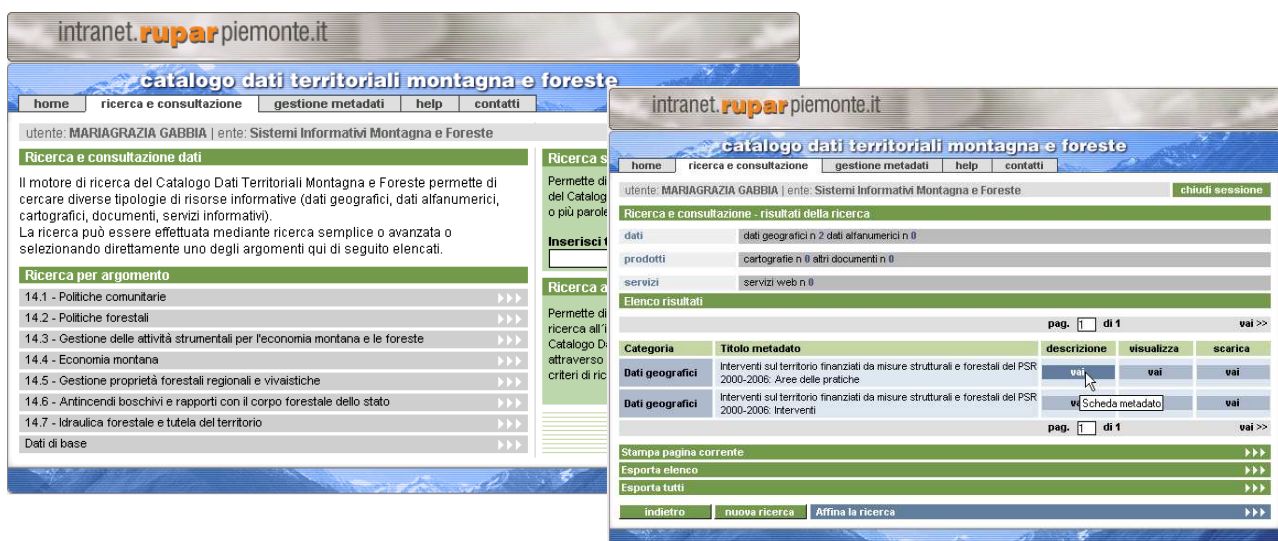 intranet.ruparpiemonte.it
catalogo dati territoriali montagna e foreste
home ricerca e consultazione gestione metadati help contatti
utente: MARIAGRAZIA GABBIA | ente: Sistemi Informativi Montagna e Foreste
Ricerca e consultazione dati
Il motore di ricerca del Catalogo Dati Territoriali Montagna e Foreste permette di
cercare diverse tipologie di risorse informative (dati geografici, dati alfanumerici,
cartografici, documenti, servizi informativi).
La ricerca può essere effettuata mediante ricerca semplice o avanzata o
selezionando direttamente uno degli argomenti qui di seguito elencati.
Ricerca per argomento
14.1 - Politiche comunitarie
14.2 - Politiche forestali
14.3 - Gestione delle attività strumentali per l'economia montana e le foreste
14.4 - Economia montana
14.5 - Gestione proprietà forestali regionali e vivaistiche
14.6 - Antincendi boschivi e rapporti con il corpo forestale dello stato
14.7 - Idraulica forestale e tutela del territorio
Dati di base
Ricerca s
Permette di
del Catalog
o più parole
Inserisci t
Ricerca a
Permette di
ricerca all'i
Catalogo D
attraverso
criteri di ric
intranet.ruparpiemonte.it
catalogo dati territoriali montagna e foreste
home ricerca e consultazione gestione metadati help contatti
utente: MARIAGRAZIA GABBIA | ente: Sistemi Informativi Montagna e Foreste chiudi sessione
Ricerca e consultazione - risultati della ricerca
dati dati geografici n 2 dati alfanumerici n 0
prodotti cartografie n 0 altri documenti n 0
servizi servizi web n 0
Elenco risultati
pag. 1 di 1 vai >>
Categoria Titolo metadato descrizione visualizza scarica
Dati geografici Interventi sul territorio finanziati da misure strutturali e forestali del PSR 2000-2006: Aree delle pratiche vai vai vai
Dati geografici Interventi sul territorio finanziati da misure strutturali e forestali del PSR 2000-2006: Interventi Scheda metadato vai
pag. 1 di 1 vai >>
Stampa pagina corrente
Esporta elenco
Esporta tutti
indietro nuova ricerca Affina la ricerca